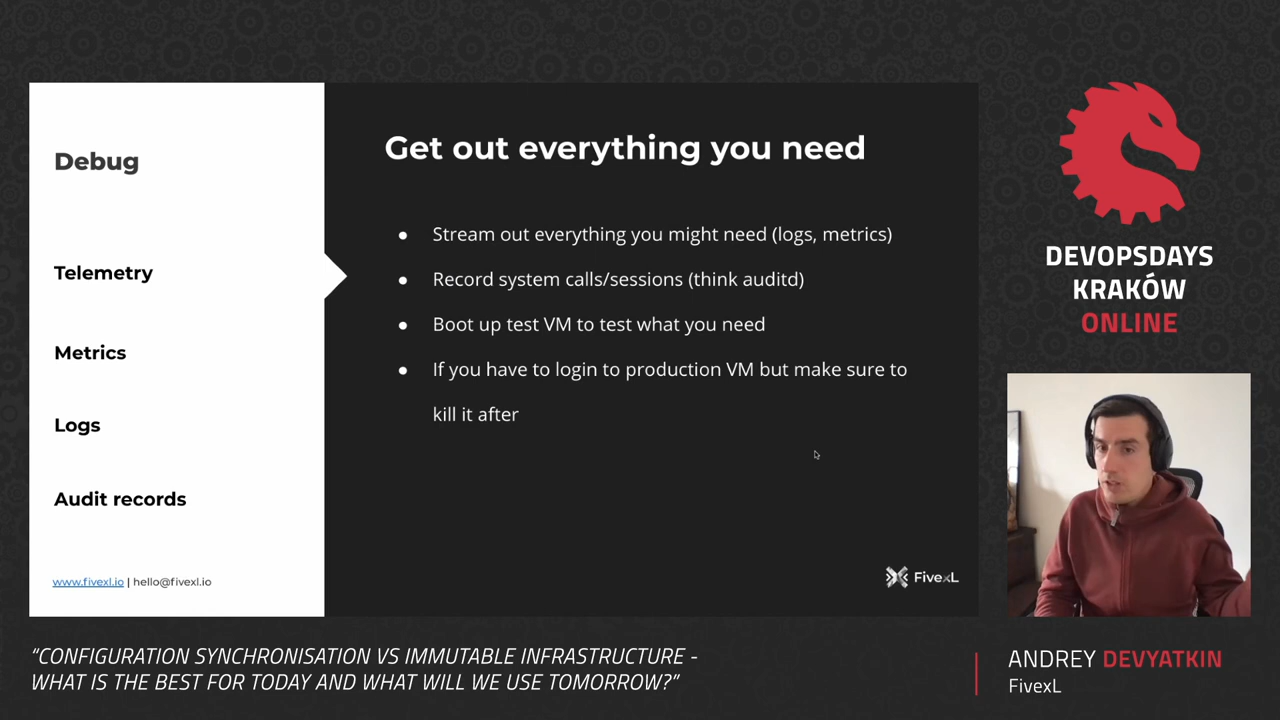 Debug
Telemetry
Metrics
Logs
Audit records
www.fivexl.io | hello@fivexl.io
Get out everything you need
● Stream out everything you might need (logs, metrics)
● Record system calls/sessions (think auditd)
● Boot up test VM to test what you need
● If you have to login to production VM but make sure to
kill it after
FivexL
DEVOPSDAYS
KRAKÓW
ONLINE
“CONFIGURATION SYNCHRONISATION VS IMMUTABLE INFRASTRUCTURE -
WHAT IS THE BEST FOR TODAY AND WHAT WILL WE USE TOMORROW?”
ANDREY DEVYATKIN
FivexL